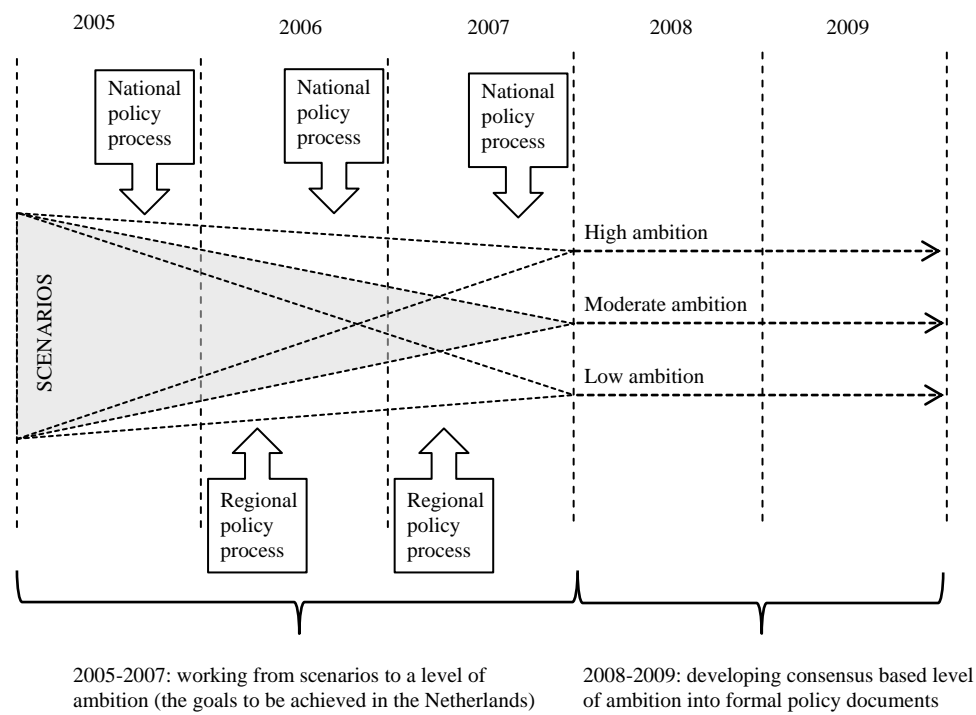 2005
2006
2007
2008
2009
National
policy
process
National
policy
process
National
policy
process
High ambition
Moderate ambition
Low ambition
SCENARIOS
Regional
policy
process
Regional
policy
process
2005-2007: working from scenarios to a level of
ambition (the goals to be achieved in the Netherlands)
2008-2009: developing consensus based level
of ambition into formal policy documents